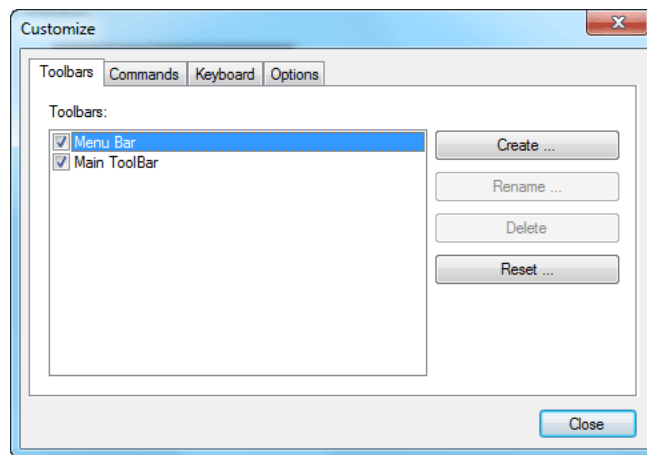 Customize
Toolbars Commands Keyboard Options
Toolbars:
Menu Bar
Main ToolBar
Create ...
Rename ...
Delete
Reset ...
Close